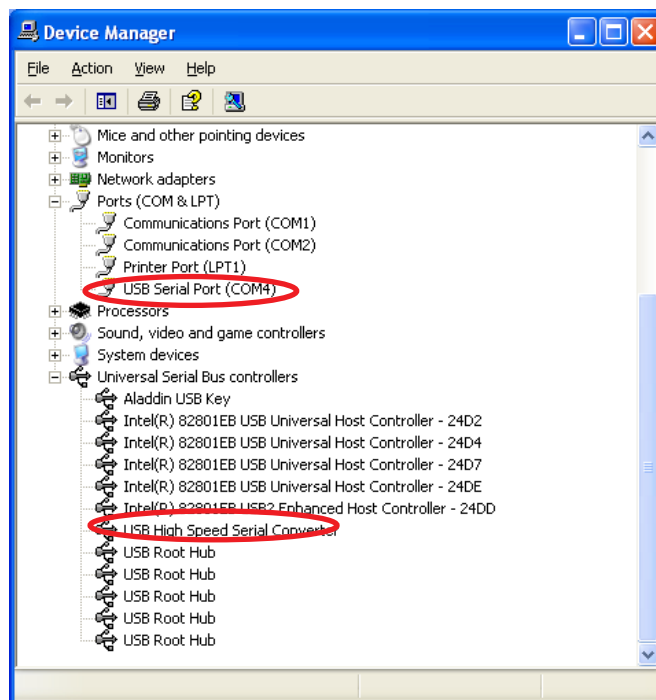 Device Manager
File Action View Help
Mice and other pointing devices
Monitors
Network adapters
Ports (COM & LPT)
Communications Port (COM1)
Communications Port (COM2)
Printer Port (LPT1)
USB Serial Port (COM4)
Processors
Sound, video and game controllers
System devices
Universal Serial Bus controllers
Aladdin USB Key
Intel(R) 82801EB USB Universal Host Controller - 24D2
Intel(R) 82801EB USB Universal Host Controller - 24D4
Intel(R) 82801EB USB Universal Host Controller - 24D7
Intel(R) 82801EB USB Universal Host Controller - 24DE
Intel(R) 82801EB USB2 Enhanced Host Controller - 24DD
USB High Speed Serial Converter
USB Root Hub
USB Root Hub
USB Root Hub
USB Root Hub
USB Root Hub